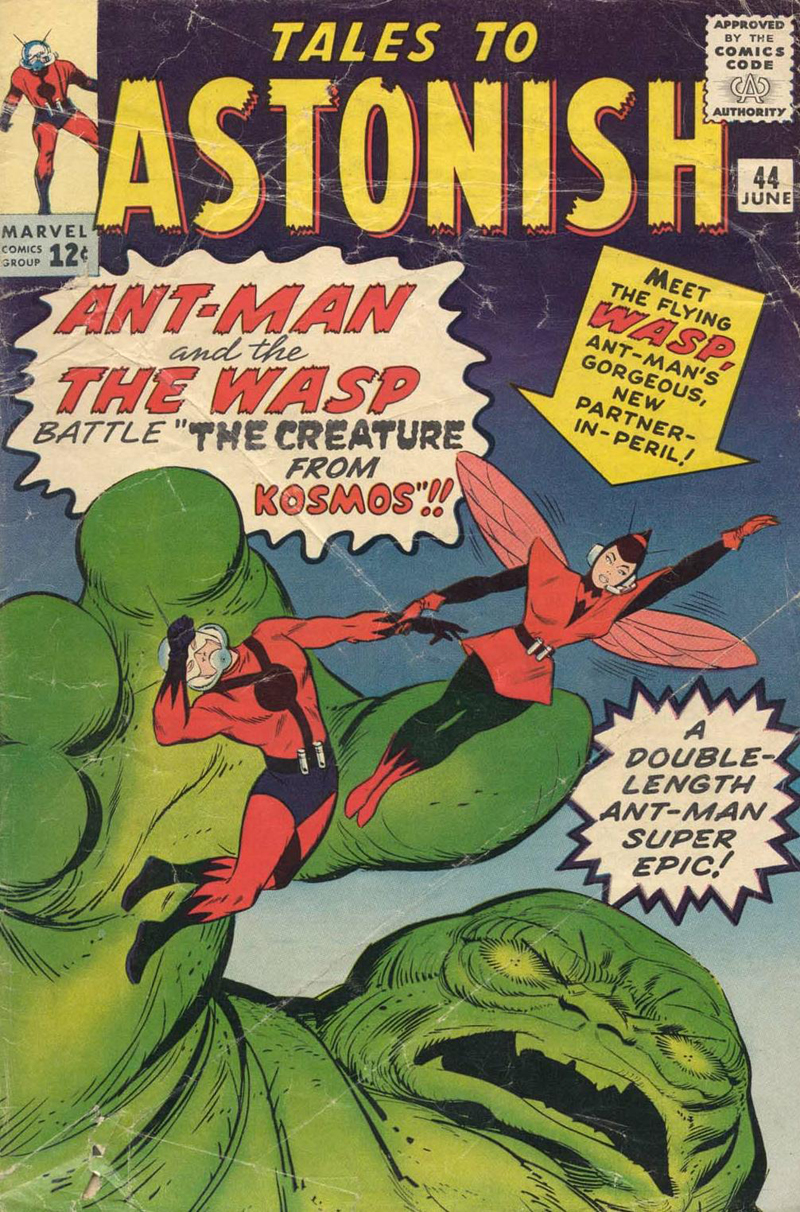 TALES TO
ASTONISH
APPROVED
BY THE
COMICS
CODE
CA
AUTHORITY
44
JUNE
MARVEL
COMICS
GROUP 12¢
ANT-MAN
and the
THE WASP
BATTLE "THE CREATURE
FROM
KOSMOS"!!
MEET
THE FLYING
WASP,
ANT-MAN'S
GORGEOUS,
NEW
PARTNER-
IN-PERIL!
A
DOUBLE-
LENGTH
ANT-MAN
SUPER
EPIC!